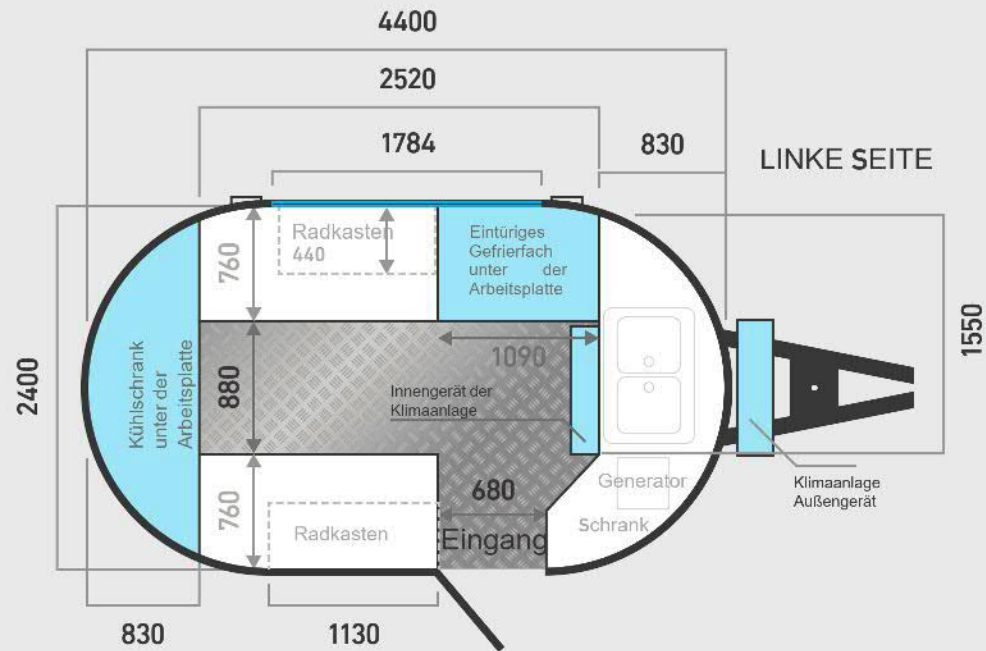 4400
2520
1784
830
LINKE SEITE
Radkasten
440
Eintüriges
Gefrierfach
unter der
Arbeitsplatte
760
1550
2400
Kühlschrank
unter der
Arbeitsplatte
880
1090
Innengerät der
Klimaanlage
680
Generator
Klimaanlage
Außengerät
760
Radkasten
Eingang
Schrank
830
1130